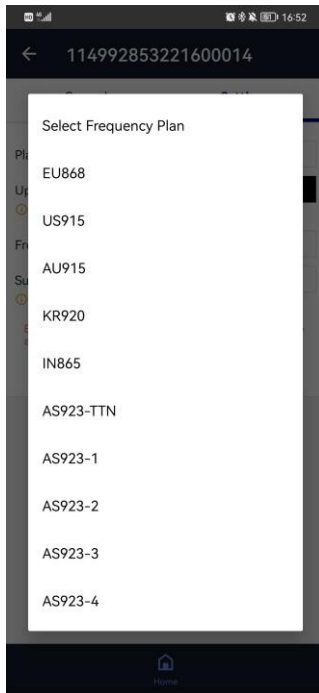 16:52
114992853221600014
Select Frequency Plan
EU868
US915
AU915
KR920
IN865
AS923-TTN
AS923-1
AS923-2
AS923-3
AS923-4
Home